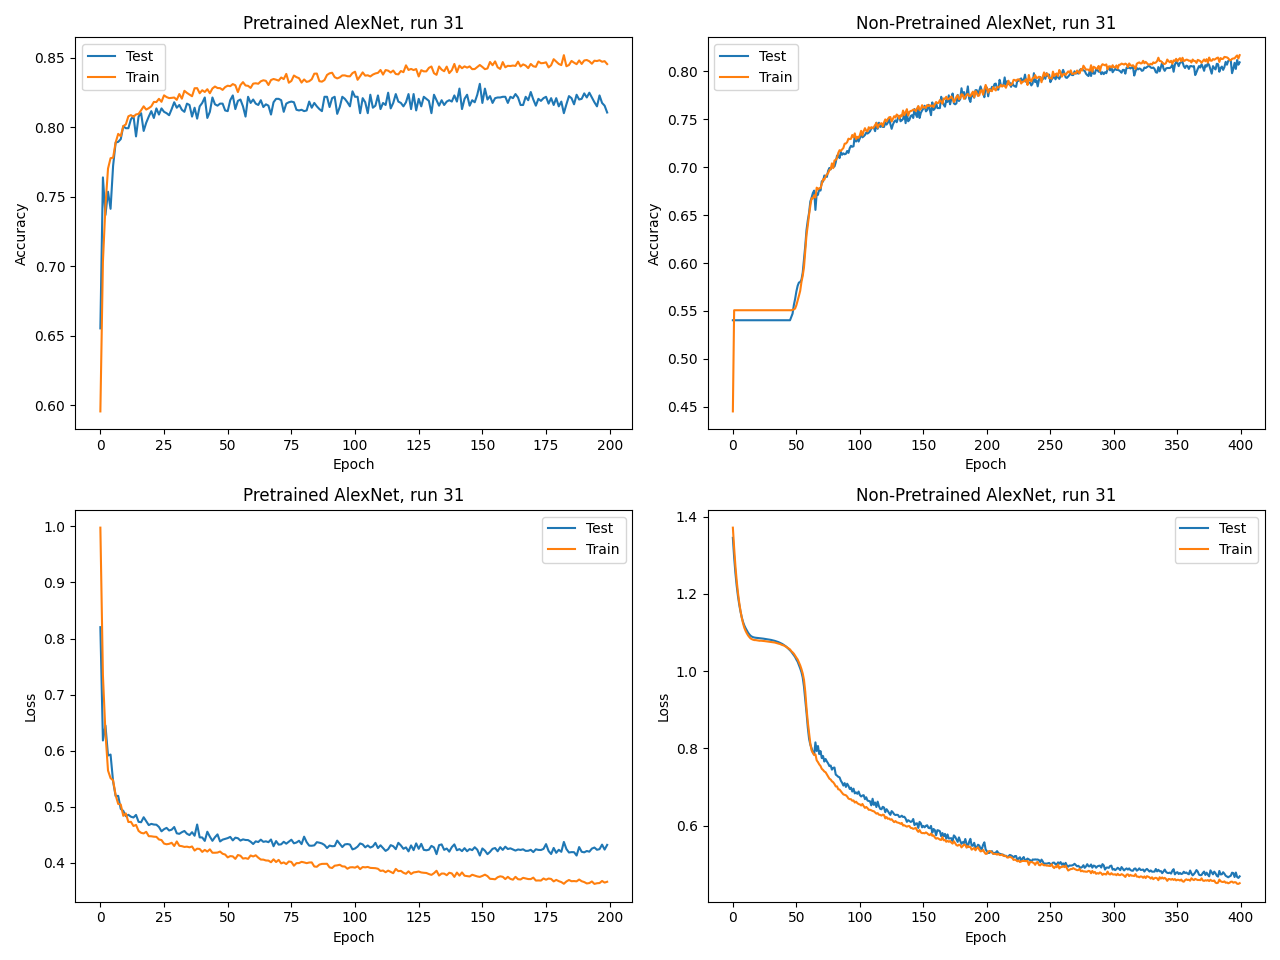 Pretrained AlexNet, run 31
Test
Train
0.85
0.80
0.75
0.70
0.65
0.60
Accuracy
0 25 50 75 100 125 150 175 200
Epoch
Non-Pretrained AlexNet, run 31
Test
Train
0.80
0.75
0.70
0.65
0.60
0.55
0.50
0.45
Accuracy
0 50 100 150 200 250 300 350 400
Epoch
Pretrained AlexNet, run 31
Test
Train
1.0
0.9
0.8
0.7
0.6
0.5
0.4
Loss
0 25 50 75 100 125 150 175 200
Epoch
Non-Pretrained AlexNet, run 31
Test
Train
1.4
1.2
1.0
0.8
0.6
Loss
0 50 100 150 200 250 300 350 400
Epoch